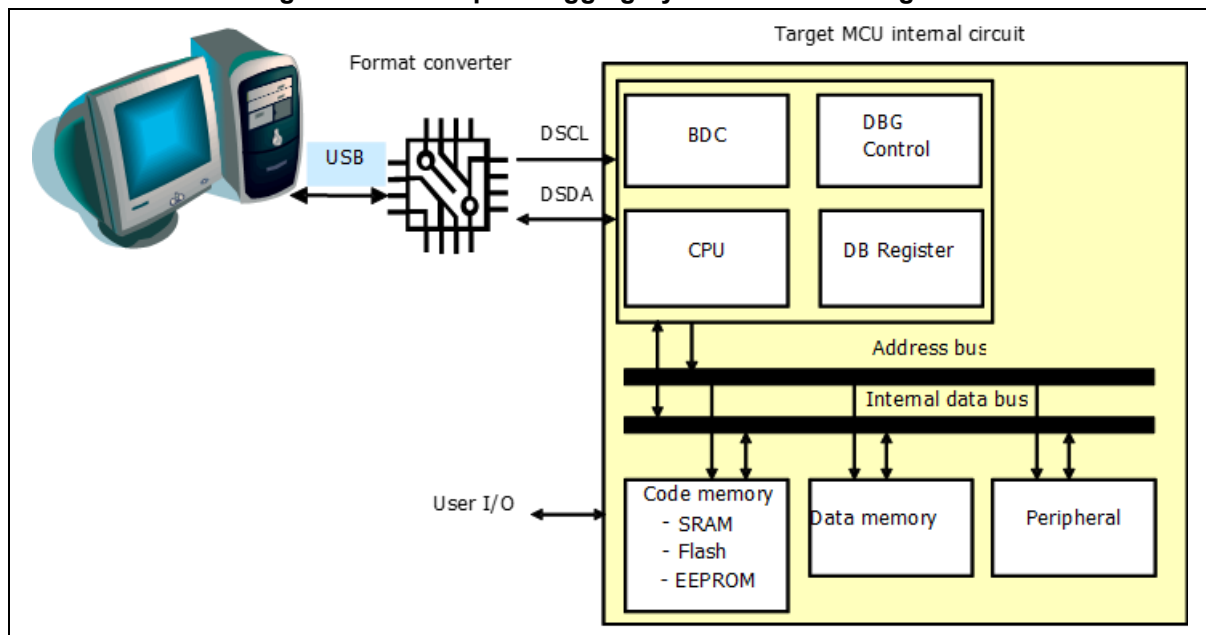 Target MCU internal circuit
Format converter
USB
DSCL
DSDA
BDC
DBG
Control
CPU
DB Register
Address bus
Internal data bus
User I/O
Code memory
- SRAM
- Flash
- EEPROM
Data memory
Peripheral